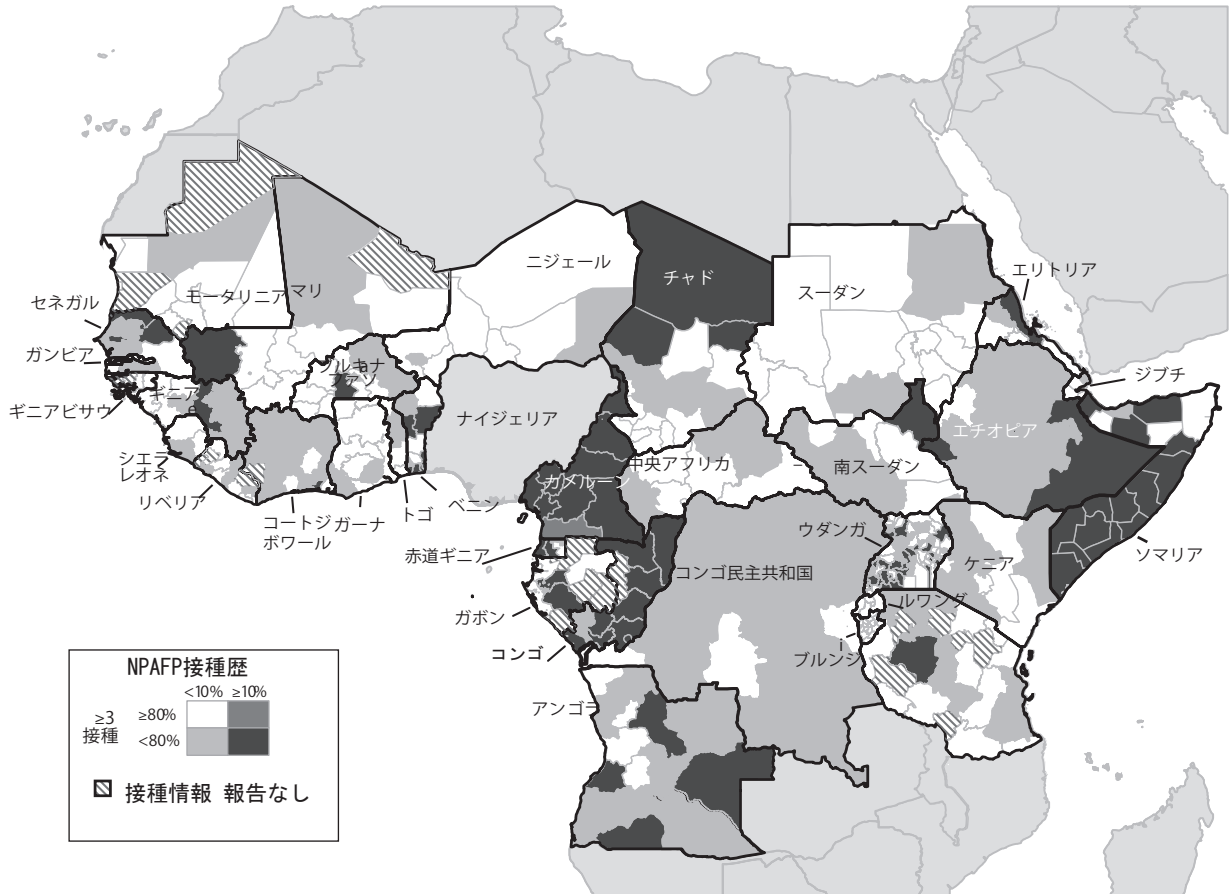 ニジェール
チャド
スーダン
エリトリア
セネガル
モータリニア
マリ
ガンビア
ブルキナ
ファソ
ジブチ
ギニア
ギニアビサウ
ナイジェリア
エチオピア
シエラ
レオネ
中央アフリカ
南スーダン
カメルーン
リベリア
コートジ
ボワール
ガーナ
トゴ
ベニン
ウダンガ
赤道ギニア
ケニア
ソマリア
コンゴ民主共和国
ルワンダ
ガボン
コンゴ
ブルンジ
アンゴラ
NPAFP接種歴
<10% ≥10%
≥3
接種
≥80%
<80%
接種情報 報告なし